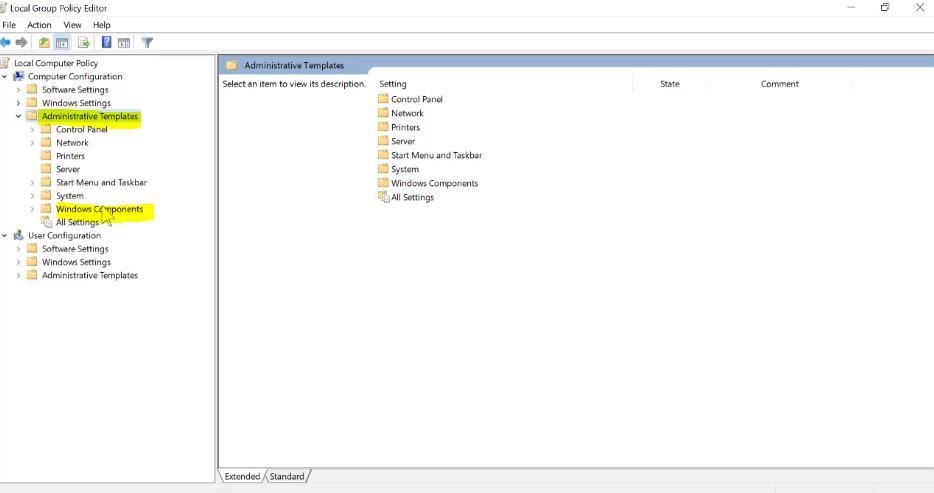 Local Group Policy Editor
File Action View Help
Local Computer Policy
Computer Configuration
Software Settings
Windows Settings
Administrative Templates
Control Panel
Network
Printers
Server
Start Menu and Taskbar
System
Windows Components
All Settings
User Configuration
Software Settings
Windows Settings
Administrative Templates
Administrative Templates
Select an item to view its description.
Setting State Comment
Control Panel
Network
Printers
Server
Start Menu and Taskbar
System
Windows Components
All Settings
Extended Standard